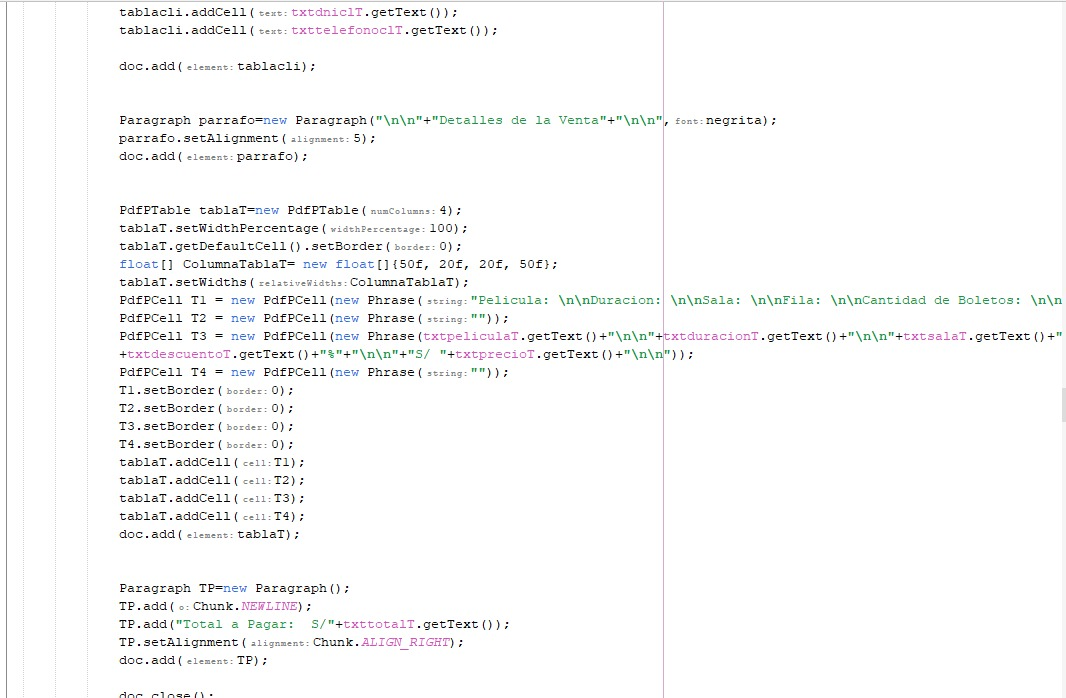 tablacli.addCell(text:txtdniclT.getText());
tablacli.addCell(text:txttelefonoclT.getText());
doc.add(element:tablacli);
Paragraph parrafo=new Paragraph("\n\n"+"Detalles de la Venta"+"\n\n",font:negrita);
parrafo.setAlignment(alignment:5);
doc.add(element:parrafo);
PdfPTable tablaT=new PdfPTable(numColumns:4);
tablaT.setWidthPercentage(widthPercentage:100);
tablaT.getDefaultCell().setBorder(border:0);
float[] ColumnaTablaT= new float[]{50f, 20f, 20f, 50f};
tablaT.setWidths(relativeWidths:ColumnaTablaT);
PdfPCell T1 = new PdfPCell(new Phrase(string:"Pelicula: \n\nDuracion: \n\nSala: \n\nFila: \n\nCantidad de Boletos: \n\n
PdfPCell T2 = new PdfPCell(new Phrase(string:""));
PdfPCell T3 = new PdfPCell(new Phrase(txtpeliculaT.getText()+"\n\n"+txtduracionT.getText()+"\n\n"+txtsalaT.getText()+"
+txtdescuentoT.getText()+"%"+"\n\n"+"S/ "+txtprecioT.getText()+"\n\n"));
PdfPCell T4 = new PdfPCell(new Phrase(string:""));
T1.setBorder(border:0);
T2.setBorder(border:0);
T3.setBorder(border:0);
T4.setBorder(border:0);
tablaT.addCell(cell:T1);
tablaT.addCell(cell:T2);
tablaT.addCell(cell:T3);
tablaT.addCell(cell:T4);
doc.add(element:tablaT);
Paragraph TP=new Paragraph();
TP.add(o:Chunk.NEWLINE);
TP.add("Total a Pagar:  S/"+txttotalT.getText());
TP.setAlignment(alignment:Chunk.ALIGN_RIGHT);
doc.add(element:TP);
doc.close();